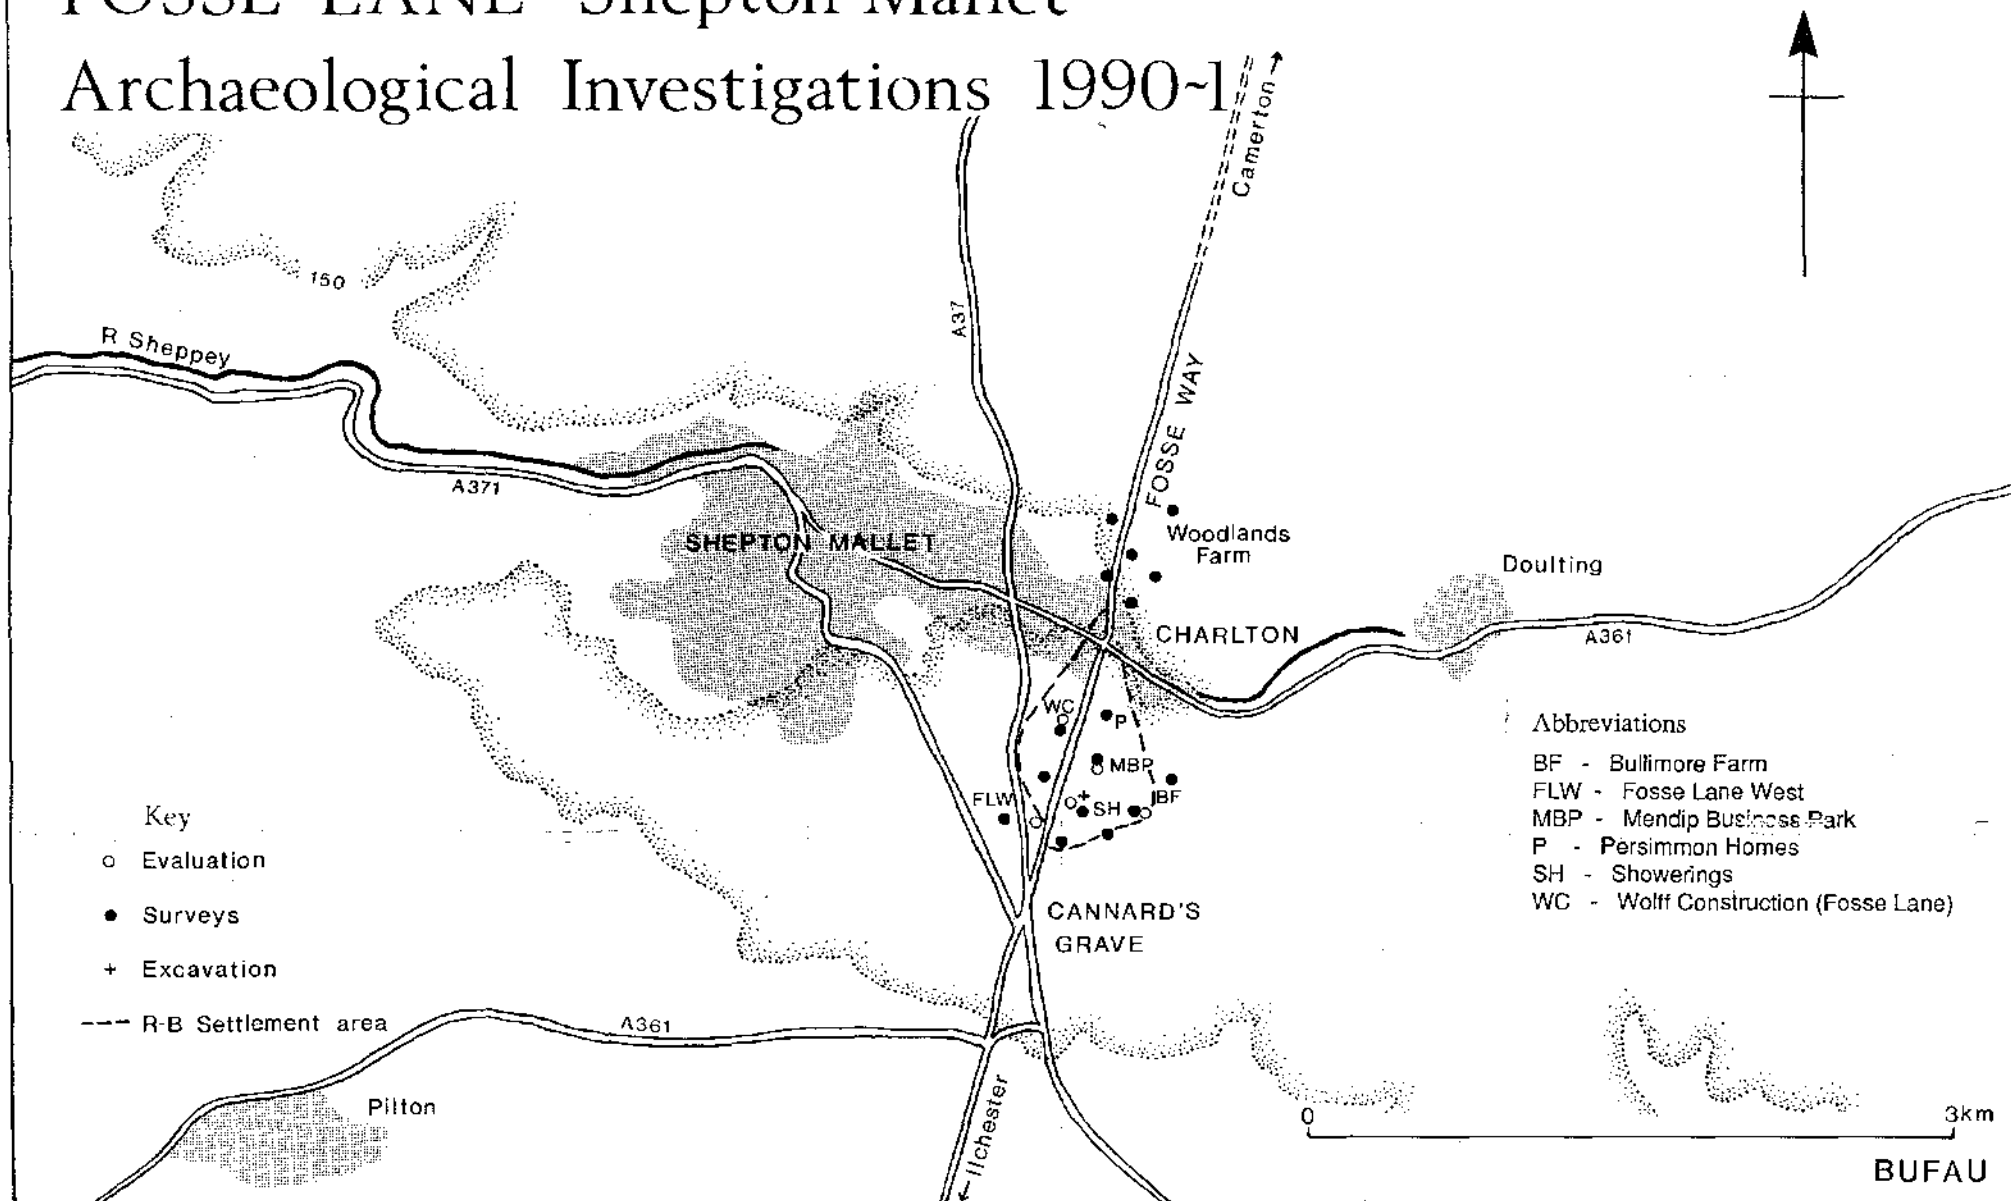 FOSSE LANE Shepton Mallet
Archaeological Investigations 1990~1
Camerton
150
R Sheppey
A37
FOSSE WAY
A371
SHEPTON MALLET
Woodlands
Farm
Doulting
CHARLTON
A361
WC
P
MBP
FLW
SH
BF
Abbreviations
BF - Bullimore Farm
FLW - Fosse Lane West
MBP - Mendip Business Park
P - Persimmon Homes
SH - Showerings
WC - Wolff Construction (Fosse Lane)
Key
Evaluation
Surveys
+ Excavation
R-B Settlement area
CANNARD'S
GRAVE
A361
Pilton
Ilchester
0 3km
BUFAU